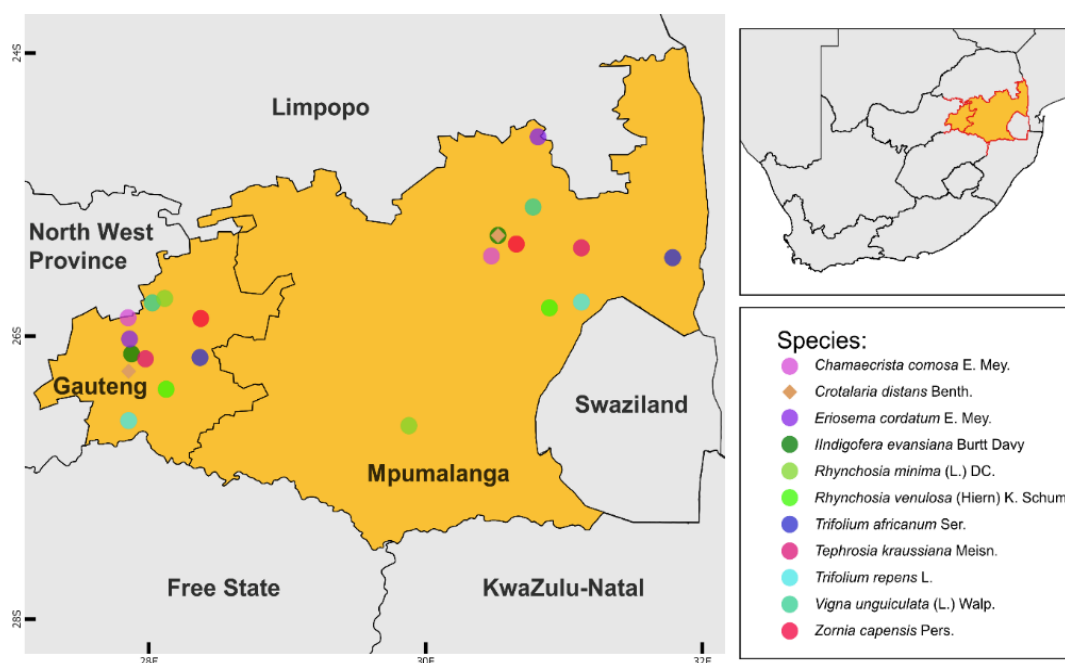 24S
26S
28S
28E
30E
32E
Limpopo
North West
Province
Gauteng
Swaziland
Mpumalanga
Free State
KwaZulu-Natal
Species:
Chamaecrista comosa E. Mey.
Crotalaria distans Benth.
Eriosema cordatum E. Mey.
IIndigofera evansiana Burtt Davy
Rhynchosia minima (L.) DC.
Rhynchosia venulosa (Hiern) K. Schum
Trifolium africanum Ser.
Tephrosia kraussiana Meisn.
Trifolium repens L.
Vigna unguiculata (L.) Walp.
Zornia capensis Pers.